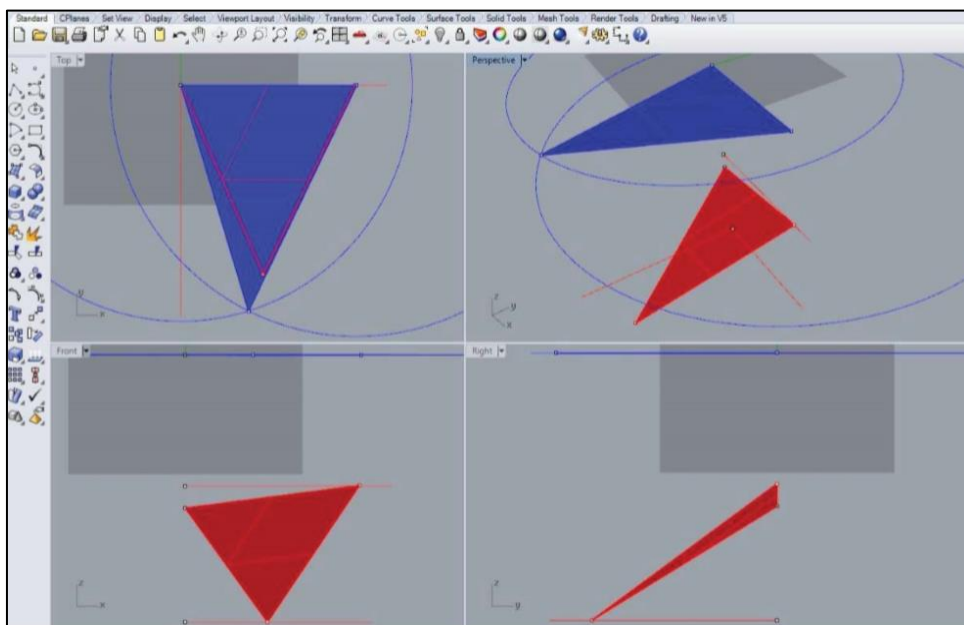 Standard CPlanes Set View Display Select Viewport Layout Visibility Transform Curve Tools Surface Tools Solid Tools Mesh Tools Render Tools Drafting New in V5
Top
Perspective
y
x
z
y
x
Front
Right
z
x
z
y